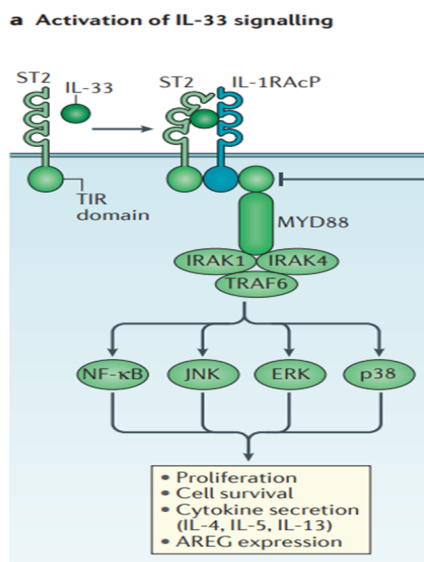 a Activation of IL-33 signalling
ST2
IL-33
ST2
IL-1RAcP
TIR
domain
MYD88
IRAK1
IRAK4
TRAF6
NF-κB
JNK
ERK
p38
• Proliferation
• Cell survival
• Cytokine secretion
(IL-4, IL-5, IL-13)
• AREG expression